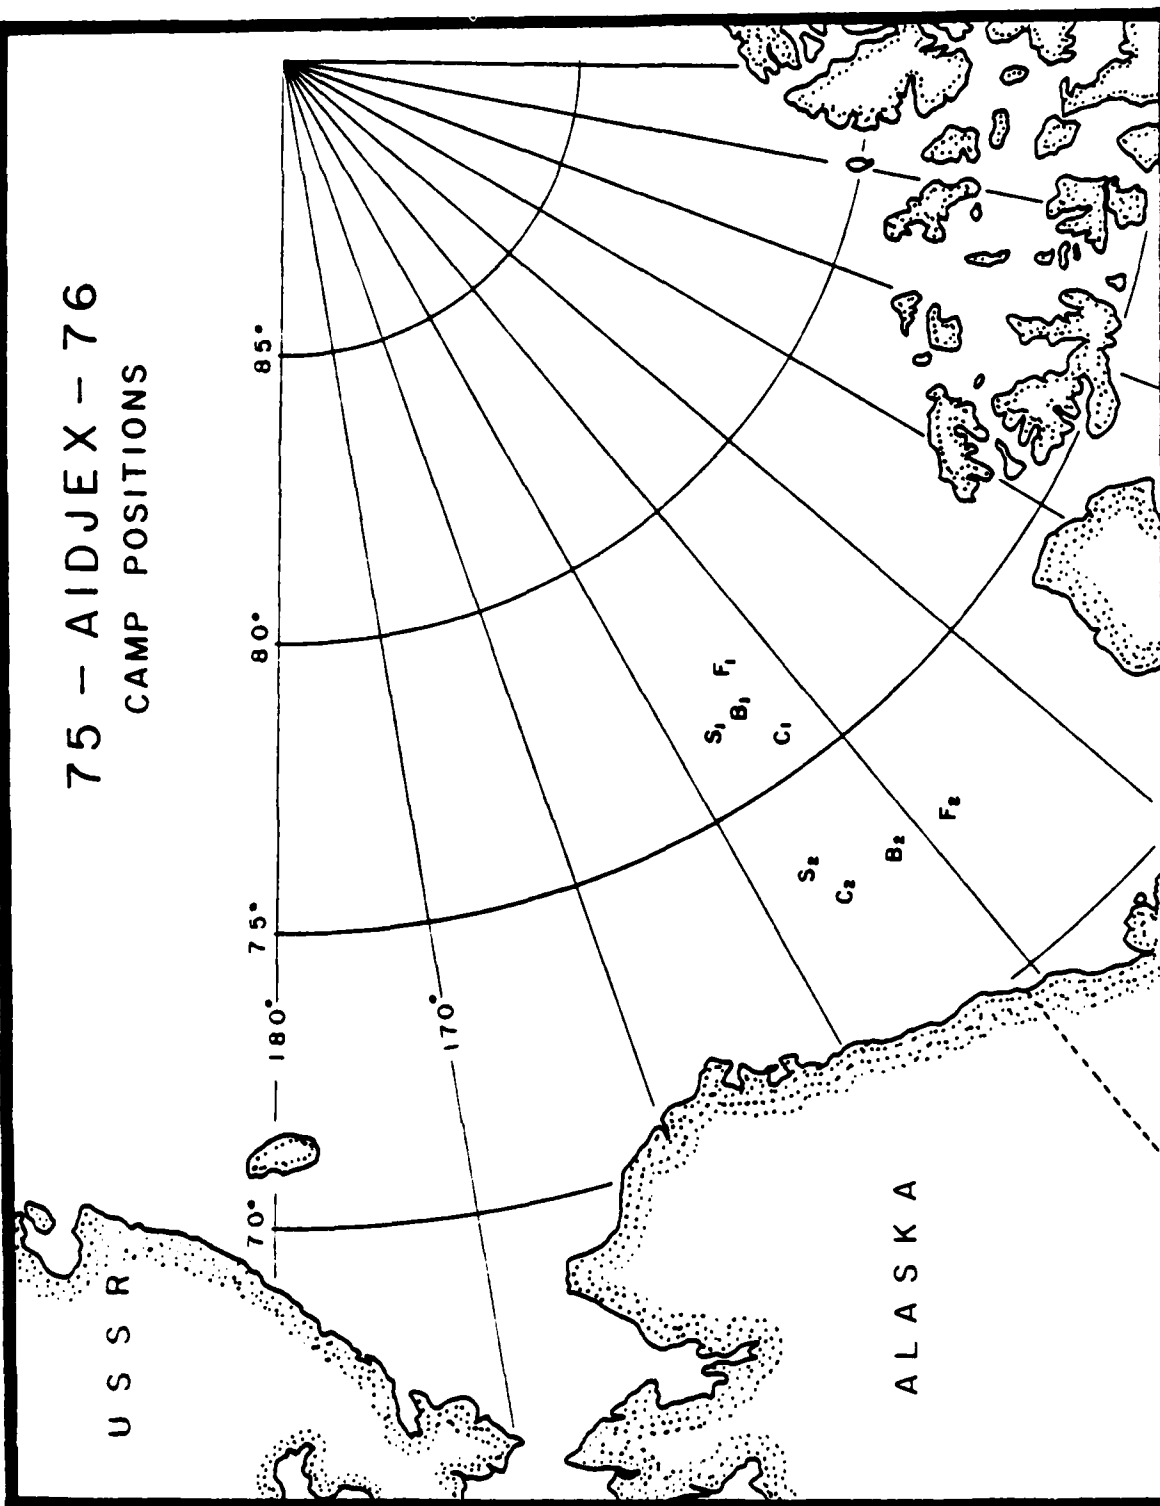 75 – AIDJEX – 76
CAMP POSITIONS
85°
80°
75°
70°
180°
170°
F₁
B₁
S₁
C₁
F₂
B₂
S₂
C₂
USSR
ALASKA